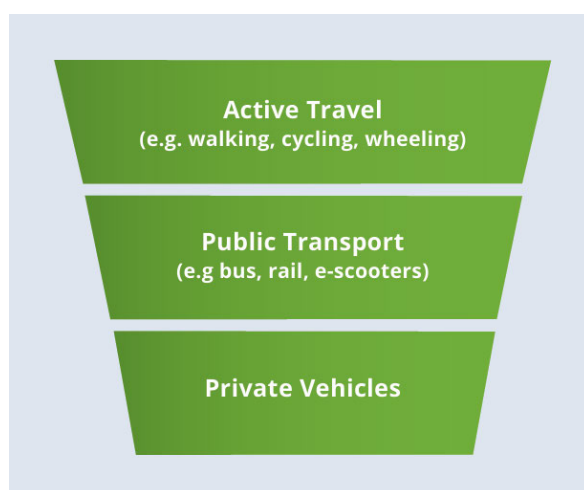 Active Travel
(e.g. walking, cycling, wheeling)
Public Transport
(e.g bus, rail, e-scooters)
Private Vehicles